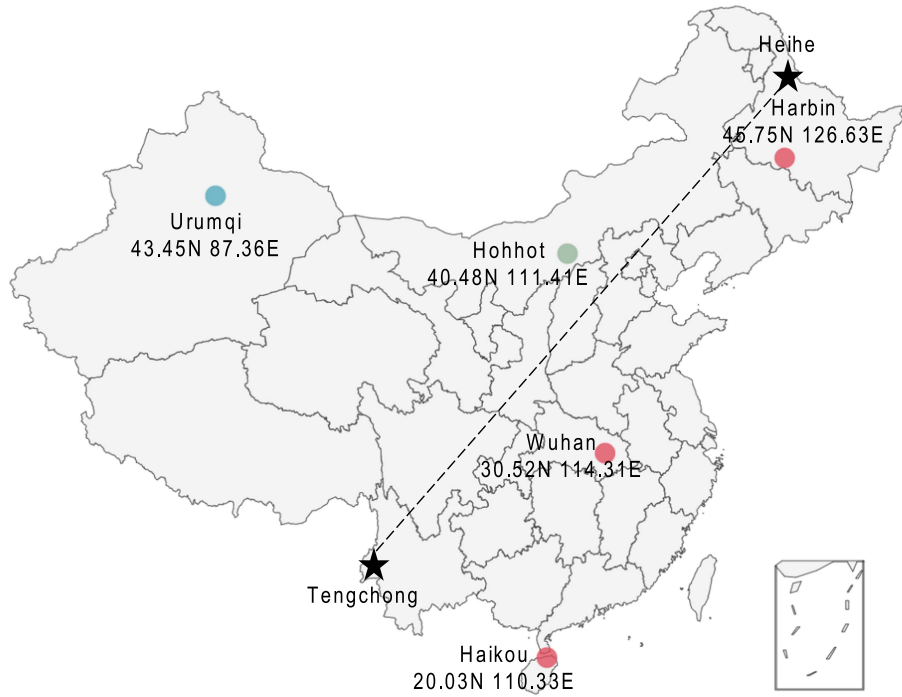 Heihe
Harbin
45.75N 126.63E
Urumqi
43.45N 87.36E
Hohhot
40.48N 111.41E
Wuhan
30.52N 114.31E
Tengchong
Haikou
20.03N 110.33E